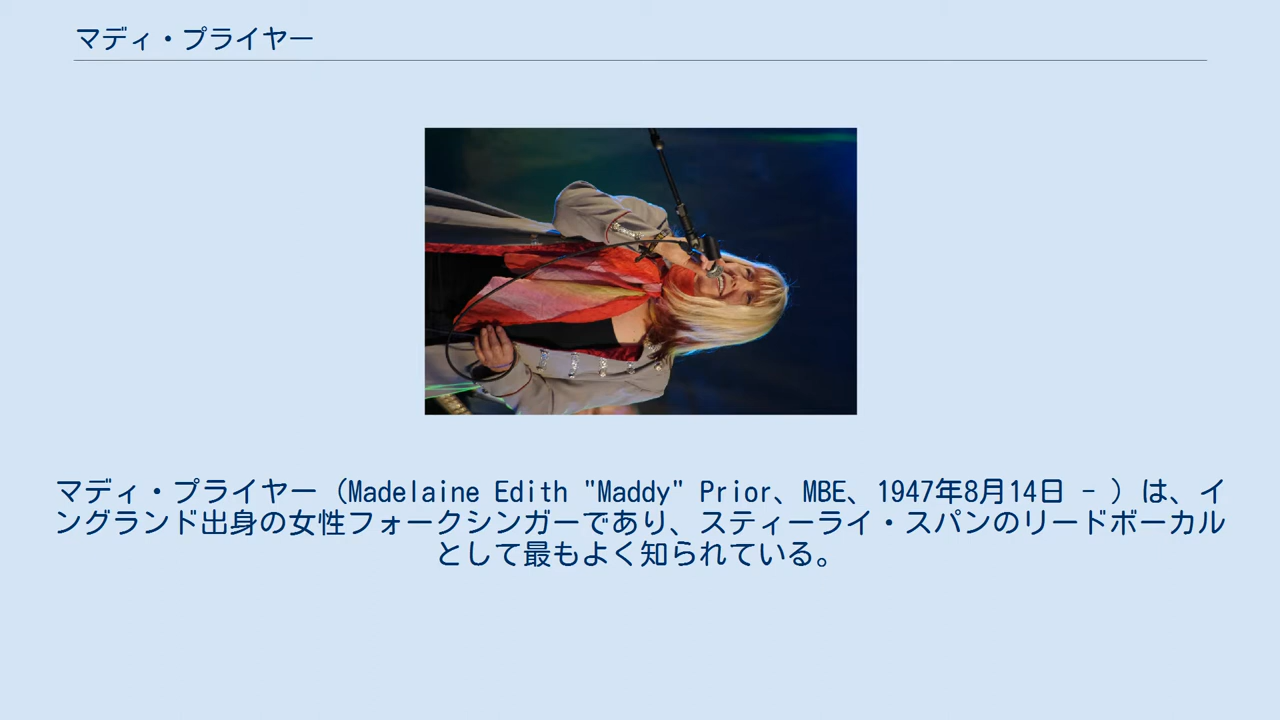 マディ・プライヤー
マディ・プライヤー（Madelaine Edith "Maddy" Prior、MBE、1947年8月14日 - ）は、イ
ングランド出身の女性フォークシンガーであり、スティーライ・スパンのリードボーカル
として最もよく知られている。